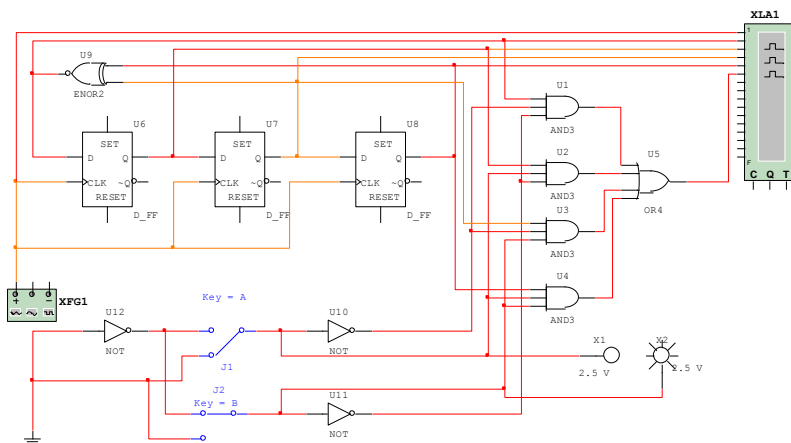 XLA1
1
F
C Q T
U9
ENOR2
U6
SET
D Q
CLK ~Q
RESET
D_FF
U7
SET
D Q
CLK ~Q
RESET
D_FF
U8
SET
D Q
CLK ~Q
RESET
D_FF
U1
AND3
U2
AND3
U3
AND3
U4
AND3
U5
OR4
XFG1
U12
NOT
Key = A
J1
U10
NOT
J2
Key = B
U11
NOT
X1
2.5 V
X2
2.5 V